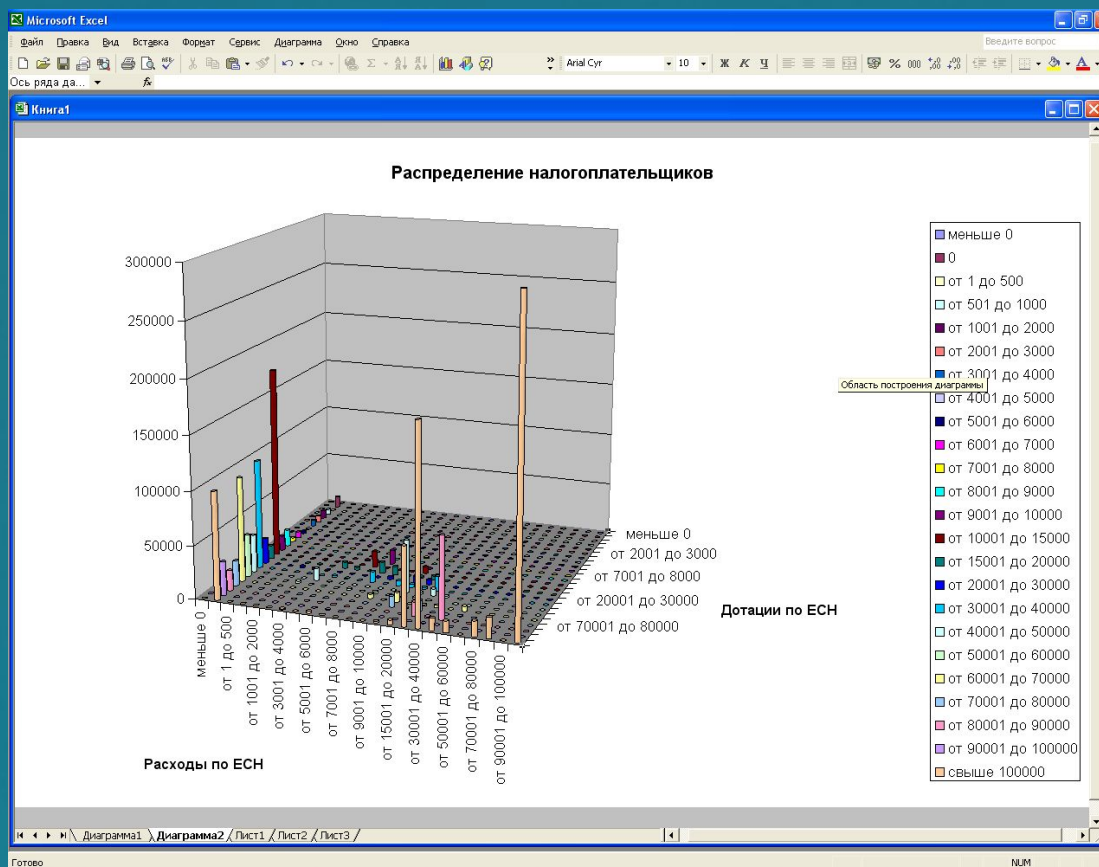 Microsoft Excel
Файл Правка Вид Вставка Формат Сервис Диаграмма Окно Справка
Введите вопрос
Arial Cyr 10 Ж К Ч
Ось ряда да... fx
Книга1
Распределение налогоплательщиков
300000
250000
200000
150000
100000
50000
0
меньше 0
от 1 до 500
от 1001 до 2000
от 3001 до 4000
от 5001 до 6000
от 7001 до 8000
от 9001 до 10000
от 15001 до 20000
от 30001 до 40000
от 50001 до 60000
от 70001 до 80000
от 90001 до 100000
Расходы по ЕСН
меньше 0
от 2001 до 3000
от 7001 до 8000
от 20001 до 30000
от 70001 до 80000
Дотации по ЕСН
меньше 0
0
от 1 до 500
от 501 до 1000
от 1001 до 2000
от 2001 до 3000
от 3001 до 4000
Область построения диаграммы
от 4001 до 5000
от 5001 до 6000
от 6001 до 7000
от 7001 до 8000
от 8001 до 9000
от 9001 до 10000
от 10001 до 15000
от 15001 до 20000
от 20001 до 30000
от 30001 до 40000
от 40001 до 50000
от 50001 до 60000
от 60001 до 70000
от 70001 до 80000
от 80001 до 90000
от 90001 до 100000
свыше 100000
Диаграмма1 Диаграмма2 Лист1 Лист2 Лист3
Готово
NUM